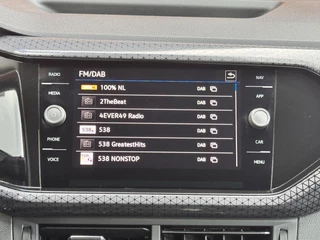 FM/DAB
RADIO
MEDIA
PHONE
VOICE
100% NL DAB
2TheBeat DAB
4EVER49 Radio DAB
538 538 DAB
538 GreatestHits DAB
538 NONSTOP DAB
NAV
APP
CAR
MENU